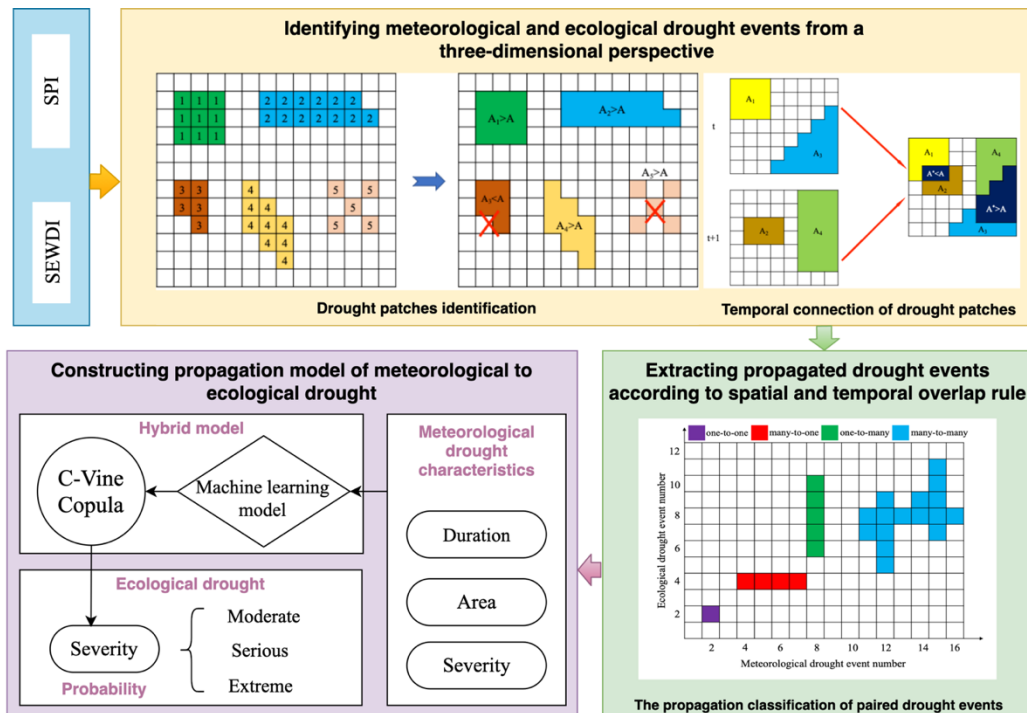 SPI
SEWDI
Identifying meteorological and ecological drought events from a
three-dimensional perspective
1 1 1
1 1 1
1 1 1
2 2 2 2 2 2
2 2 2 2 2 2 2
3 3
3 3
3
4
4 4
4 4
4 4
4
5 5
5
5 5
A₁>A
A₂>A
A₃<A
A₄>A
A₅>A
Drought patches identification
t
A₁
A₃
t+1
A₂
A₄
A₁
A₄
A*<A
A₂
A*>A
A₃
Temporal connection of drought patches
Extracting propagated drought events
according to spatial and temporal overlap rule
one-to-one many-to-one one-to-many many-to-many
Ecological drought event number
12
10
8
6
4
2
2 4 6 8 10 12 14 16
Meteorological drought event number
The propagation classification of paired drought events
Constructing propagation model of meteorological to
ecological drought
Hybrid model
C-Vine
Copula
Machine learning
model
Meteorological
drought
characteristics
Duration
Area
Severity
Ecological drought
Severity
Probability
Moderate
Serious
Extreme